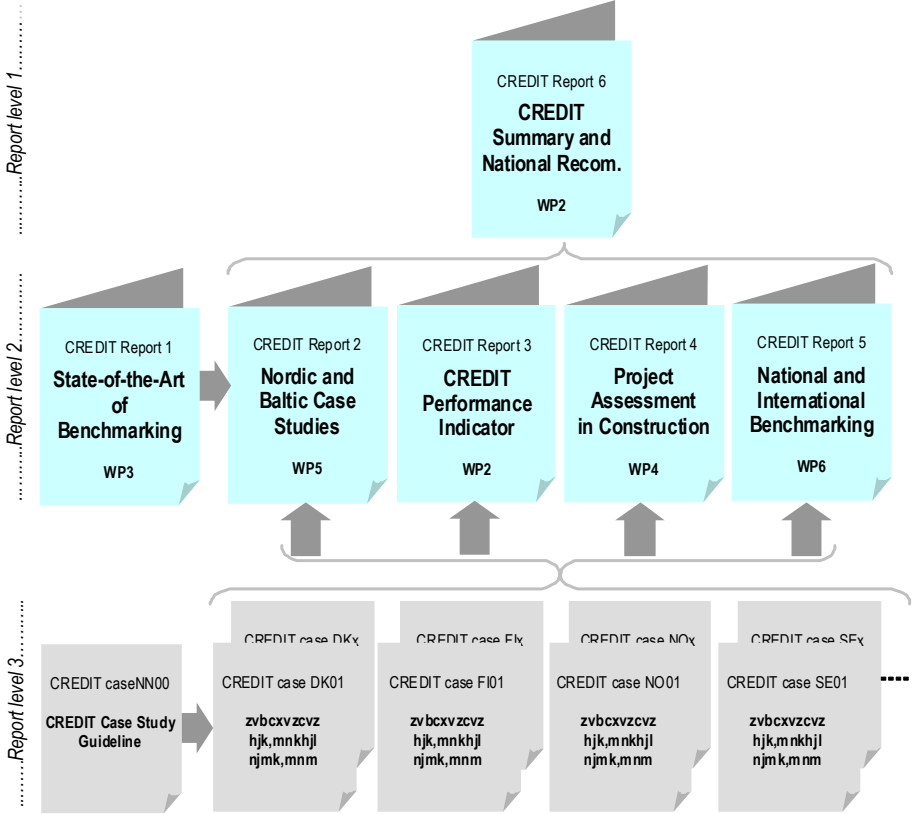 .........Report level 1.........
CREDIT Report 6
CREDIT
Summary and
National Recom.
WP2
.........Report level 2.........
CREDIT Report 1
State-of-the-Art
of
Benchmarking
WP3
CREDIT Report 2
Nordic and
Baltic Case
Studies
WP5
CREDIT Report 3
CREDIT
Performance
Indicator
WP2
CREDIT Report 4
Project
Assessment
in Construction
WP4
CREDIT Report 5
National and
International
Benchmarking
WP6
.........Report level 3.........
CREDIT caseNN00
CREDIT Case Study
Guideline
CREDIT case DKx
CREDIT case DK01
zvbcxvzcvz
hjk,mnkhjl
njmk,mnm
CREDIT case FIx
CREDIT case FI01
zvbcxvzcvz
hjk,mnkhjl
njmk,mnm
CREDIT case NOx
CREDIT case NO01
zvbcxvzcvz
hjk,mnkhjl
njmk,mnm
CREDIT case SEx
CREDIT case SE01
zvbcxvzcvz
hjk,mnkhjl
njmk,mnm